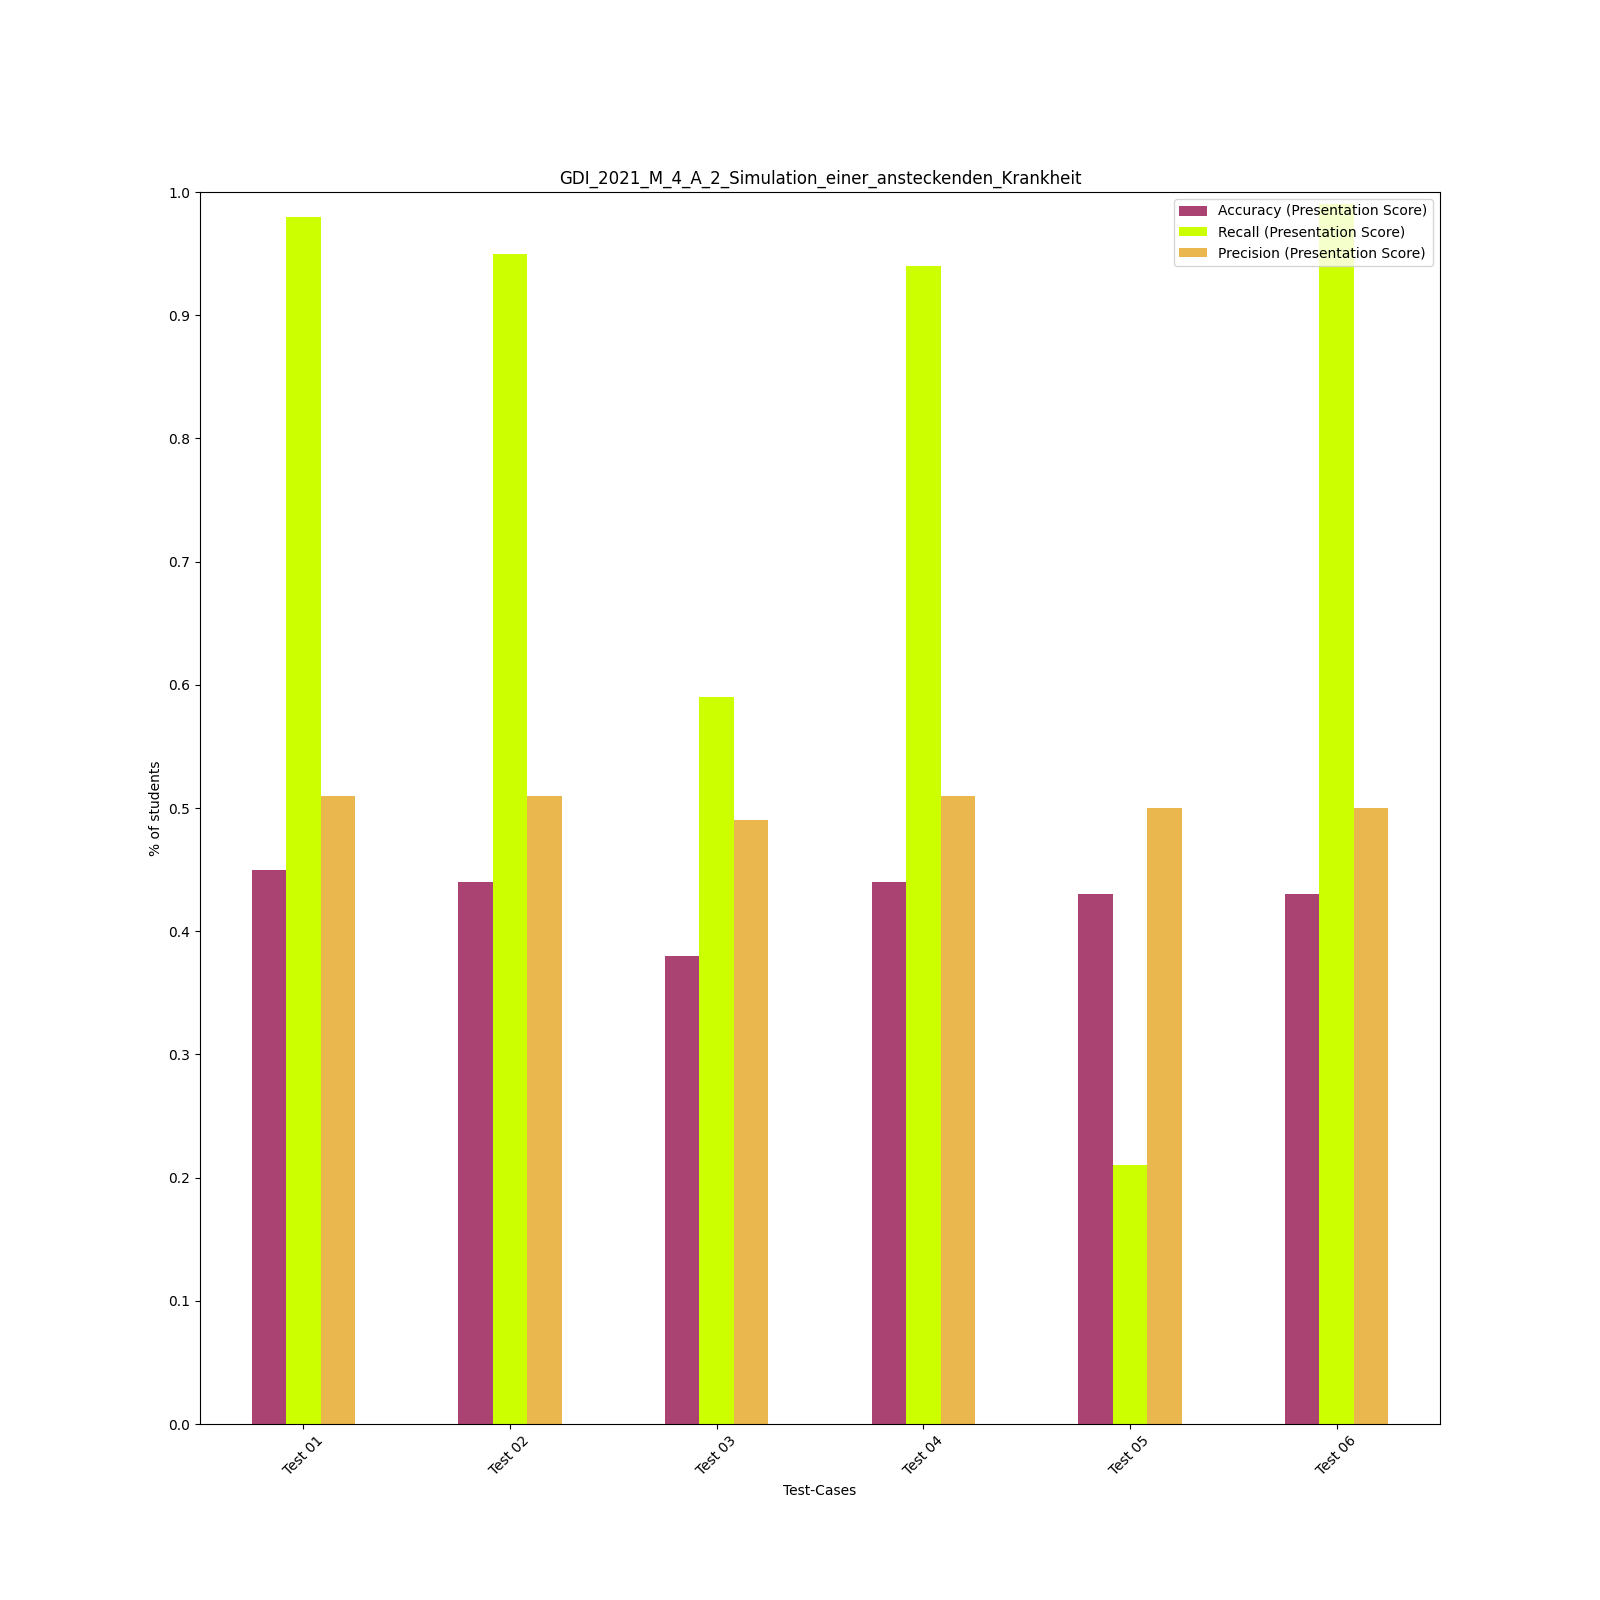 GDI_2021_M_4_A_2_Simulation_einer_ansteckenden_Krankheit
Accuracy (Presentation Score)
Recall (Presentation Score)
Precision (Presentation Score)
1.0
0.9
0.8
0.7
0.6
0.5
0.4
0.3
0.2
0.1
0.0
% of students
Test 01
Test 02
Test 03
Test 04
Test 05
Test 06
Test-Cases